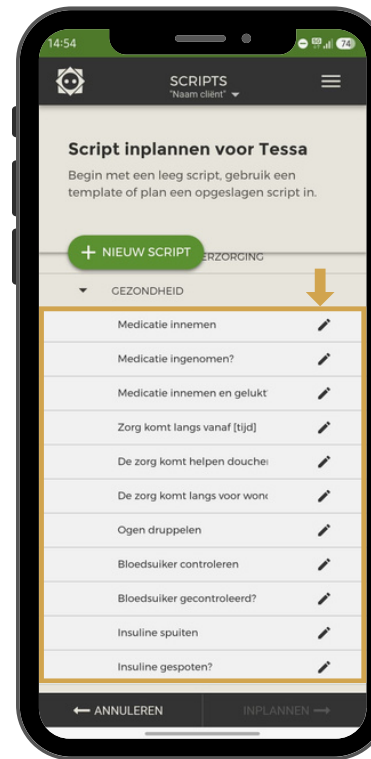 14:54
74
SCRIPTS
"Naam cliënt"
Script inplannen voor Tessa
Begin met een leeg script, gebruik een
template of plan een opgeslagen script in.
+ NIEUW SCRIPT
ERZORGING
GEZONDHEID
Medicatie innemen
Medicatie ingenomen?
Medicatie innemen en gelukt
Zorg komt langs vanaf [tijd]
De zorg komt helpen douche
De zorg komt langs voor wond
Ogen druppelen
Bloedsuiker controleren
Bloedsuiker gecontroleerd?
Insuline spuiten
Insuline gespoten?
ANNULEREN
INPLANNEN